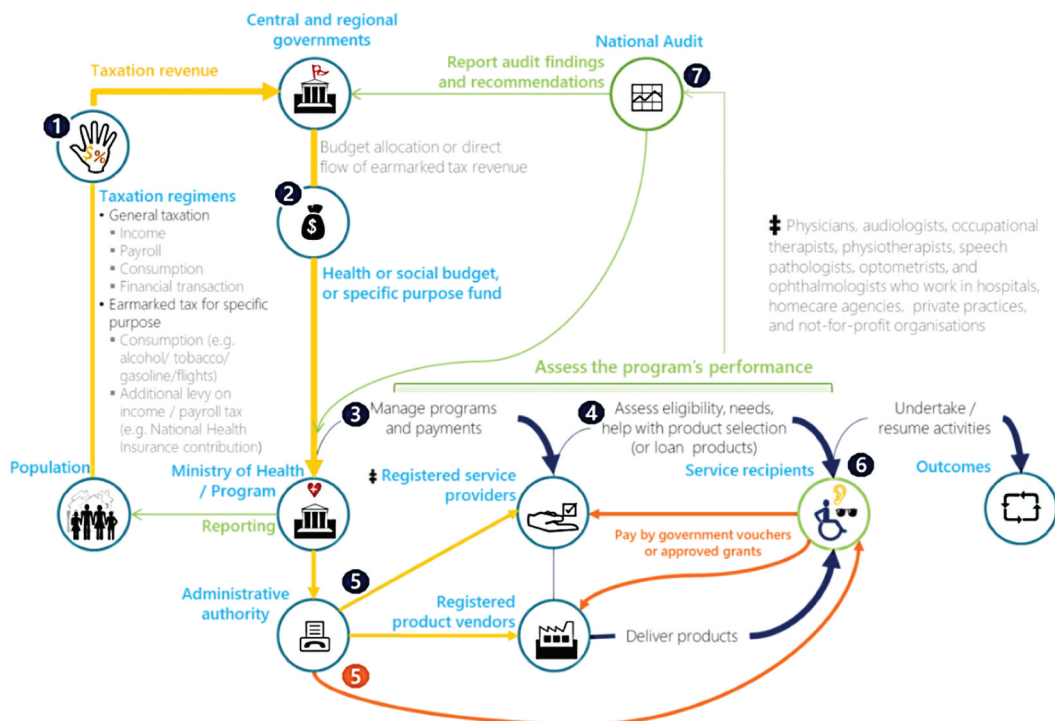 Central and regional
governments
National Audit
Taxation revenue
Report audit findings
and recommendations
7
1
$%
Budget allocation or direct
flow of earmarked tax revenue
2
$
Taxation regimens
• General taxation
▪ Income
▪ Payroll
▪ Consumption
▪ Financial transaction
• Earmarked tax for specific
purpose
▪ Consumption (e.g.
alcohol/ tobacco/
gasoline/flights)
▪ Additional levy on
income / payroll tax
(e.g. National Health
Insurance contribution)
Health or social budget,
or specific purpose fund
‡ Physicians, audiologists, occupational
therapists, physiotherapists, speech
pathologists, optometrists, and
ophthalmologists who work in hospitals,
homecare agencies, private practices,
and not-for-profit organisations
Assess the program's performance
3
Manage programs
and payments
4
Assess eligibility, needs,
help with product selection
(or loan products)
Undertake /
resume activities
Population
Ministry of Health
/ Program
‡ Registered service
providers
Service recipients
6
Outcomes
Reporting
Pay by government vouchers
or approved grants
Administrative
authority
5
Registered
product vendors
Deliver products
5